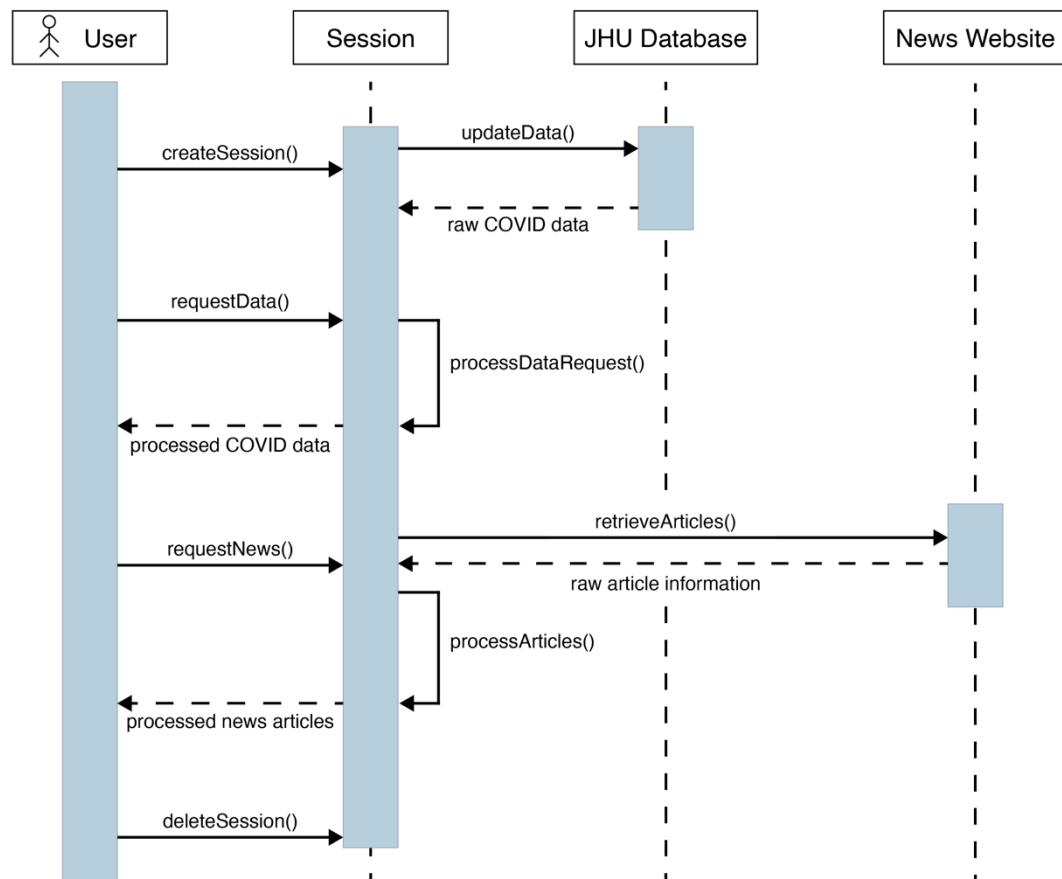 User
Session
JHU Database
News Website
updateData()
createSession()
raw COVID data
requestData()
processDataRequest()
processed COVID data
retrieveArticles()
requestNews()
raw article information
processArticles()
processed news articles
deleteSession()